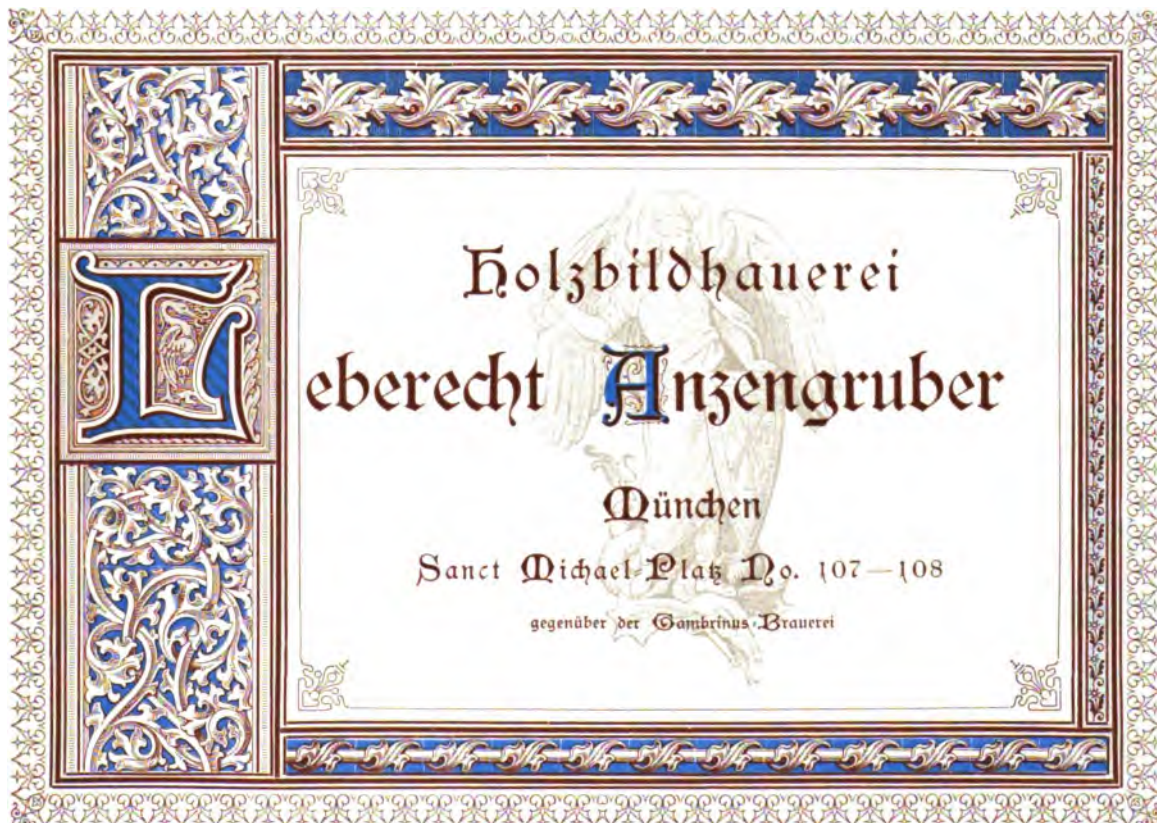 Holzbildhauerei
Leberecht Anzengruber
München
Sanct Michael-Platz No. 107—108
gegenüber der Gambrinus-Brauerei